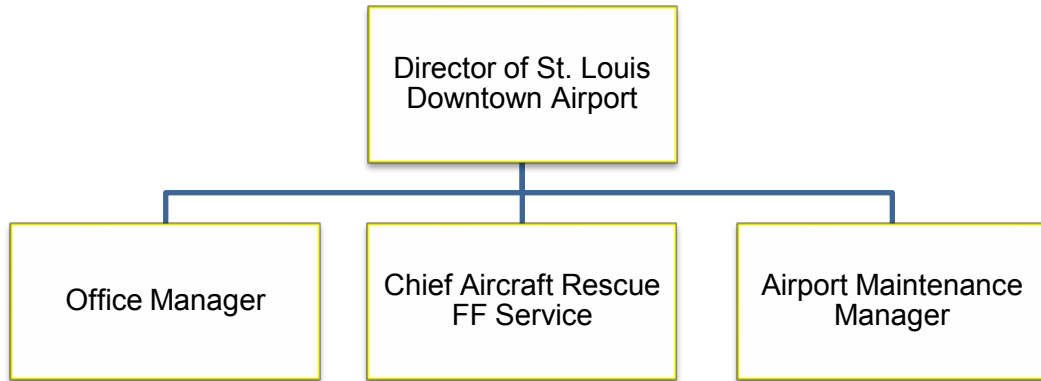 Director of St. Louis
Downtown Airport
Office Manager
Chief Aircraft Rescue
FF Service
Airport Maintenance
Manager